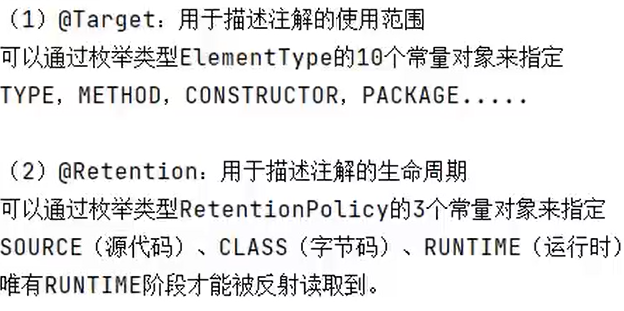 （1）@Target：用于描述注解的使用范围
可以通过枚举类型ElementType的10个常量对象来指定
TYPE，METHOD，CONSTRUCTOR，PACKAGE.....
（2）@Retention：用于描述注解的生命周期
可以通过枚举类型RetentionPolicy的3个常量对象来指定
SOURCE（源代码）、CLASS（字节码）、RUNTIME（运行时）
唯有RUNTIME阶段才能被反射读取到。